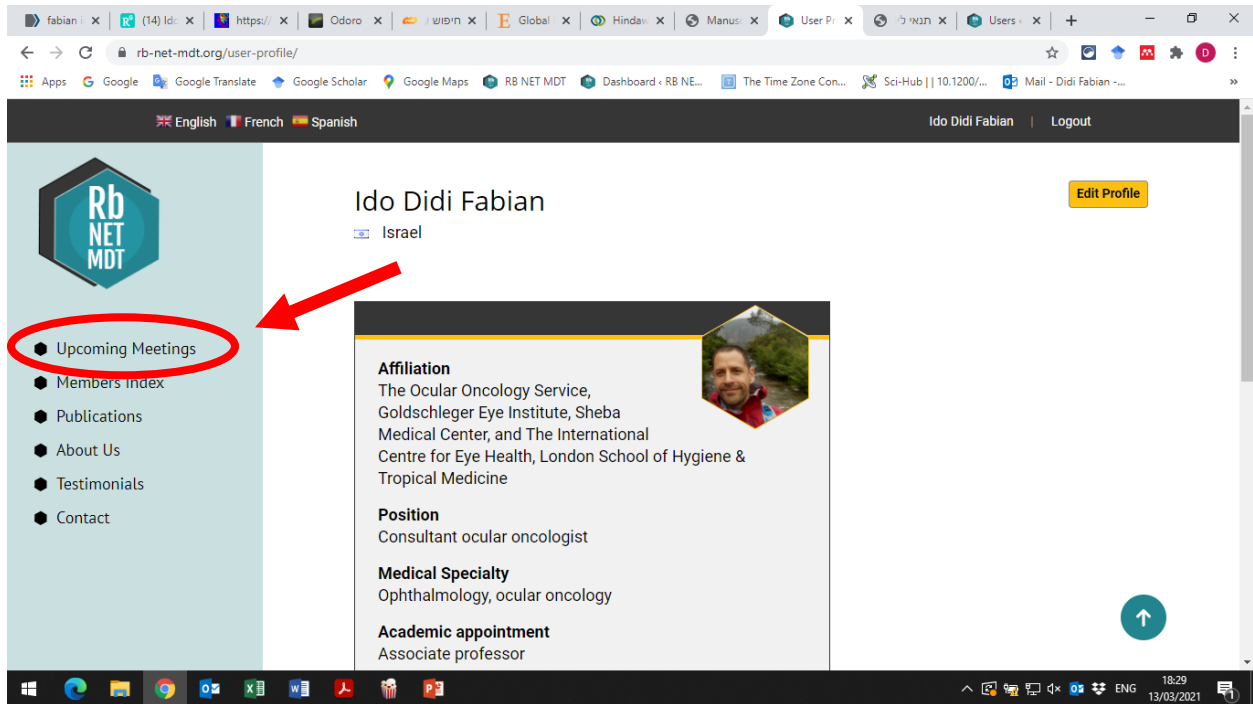 fabian i
(14) Ido
https://
Odoro
חיפוש
Global
Hindaw
Manusc
User Pr
תנאי לי
Users ‹
rb-net-mdt.org/user-profile/
D
Apps
Google
Google Translate
Google Scholar
Google Maps
RB NET MDT
Dashboard ‹ RB NE...
The Time Zone Con...
Sci-Hub | | 10.1200/...
Mail - Didi Fabian -...
»
English French Spanish
Ido Didi Fabian | Logout
Rb
NET
MDT
Upcoming Meetings
Members Index
Publications
About Us
Testimonials
Contact
Ido Didi Fabian
Israel
Edit Profile
Affiliation
The Ocular Oncology Service,
Goldschleger Eye Institute, Sheba
Medical Center, and The International
Centre for Eye Health, London School of Hygiene &
Tropical Medicine
Position
Consultant ocular oncologist
Medical Specialty
Ophthalmology, ocular oncology
Academic appointment
Associate professor
ENG
18:29
13/03/2021